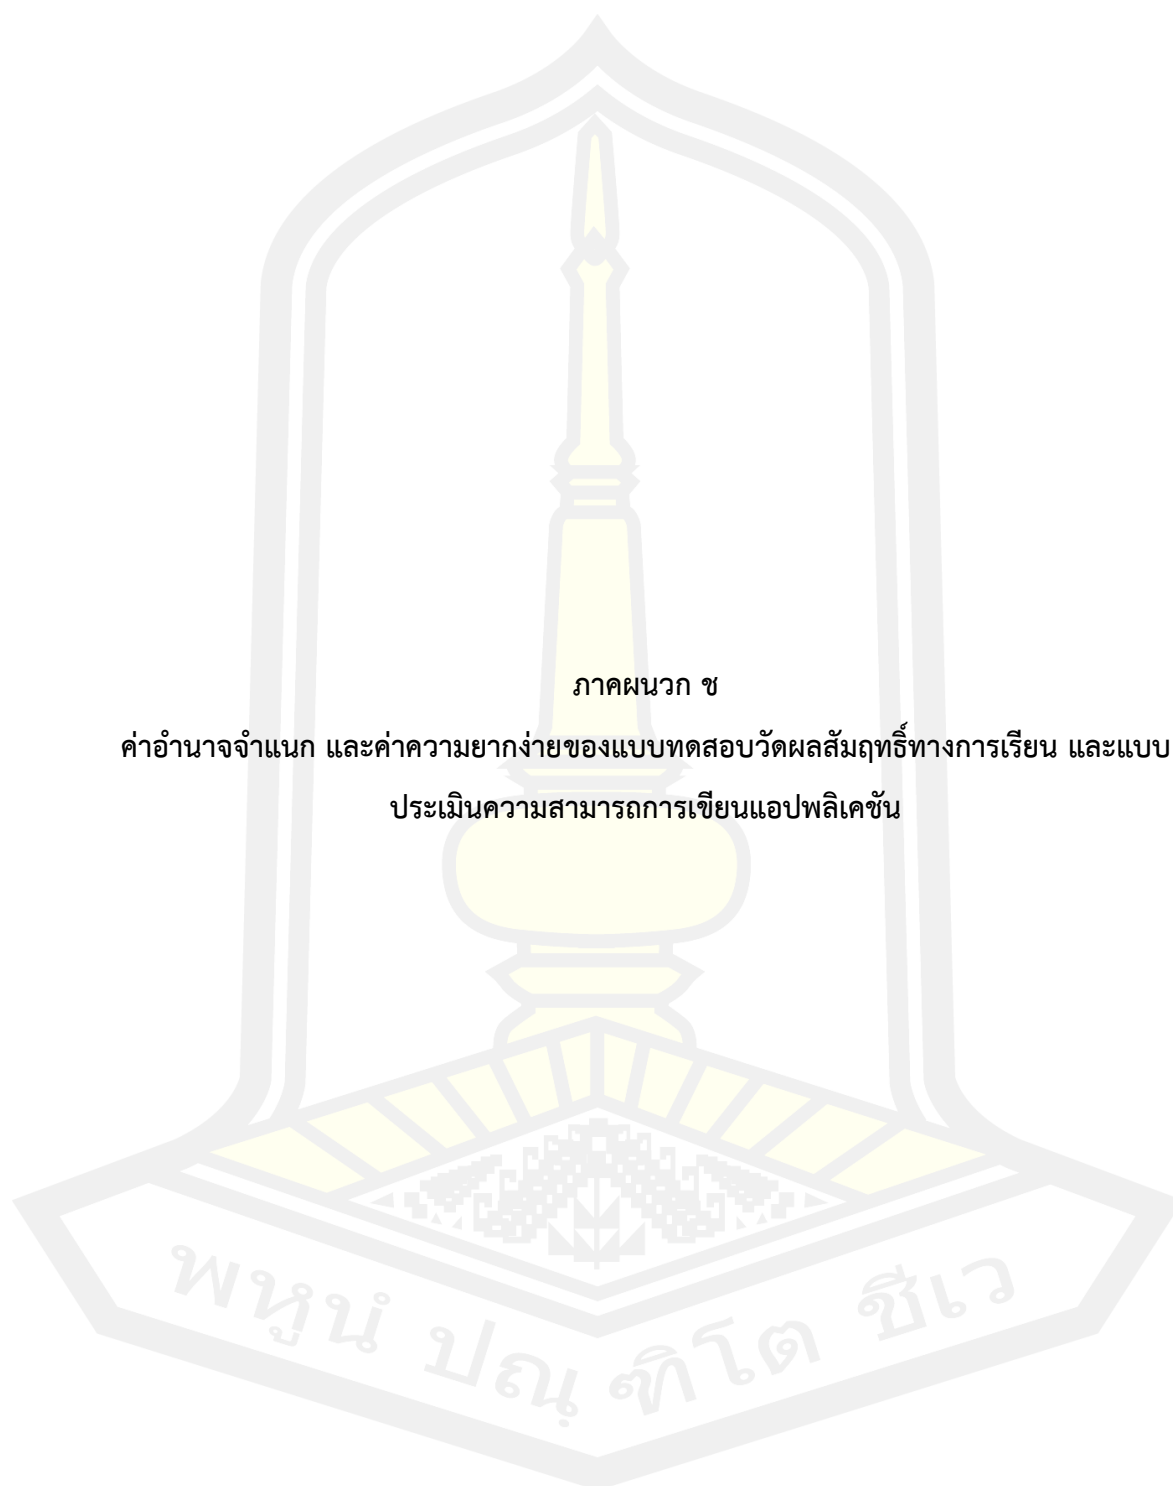 ภาคผนวก ช
ค่าอำนาจจำแนก และค่าความยากง่ายของแบบทดสอบวัดผลสัมฤทธิ์ทางการเรียน และแบบ
ประเมินความสามารถการเขียนแอปพลิเคชัน
พหูนํ ปณฺฑิโต ชีเว